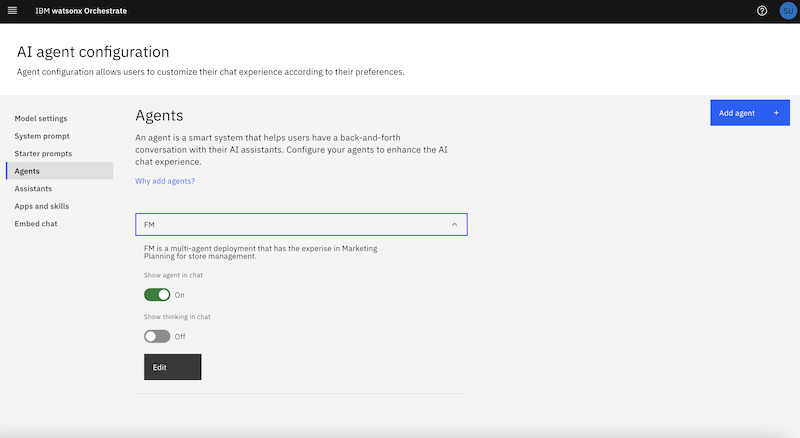 IBM watsonx Orchestrate
SU
AI agent configuration
Agent configuration allows users to customize their chat experience according to their preferences.
Model settings
System prompt
Starter prompts
Agents
Assistants
Apps and skills
Embed chat
Agents
Add agent +
An agent is a smart system that helps users have a back-and-forth
conversation with their AI assistants. Configure your agents to enhance the AI
chat experience.
Why add agents?
FM
FM is a multi-agent deployment that has the experise in Marketing
Planning for store management.
Show agent in chat
On
Show thinking in chat
Off
Edit